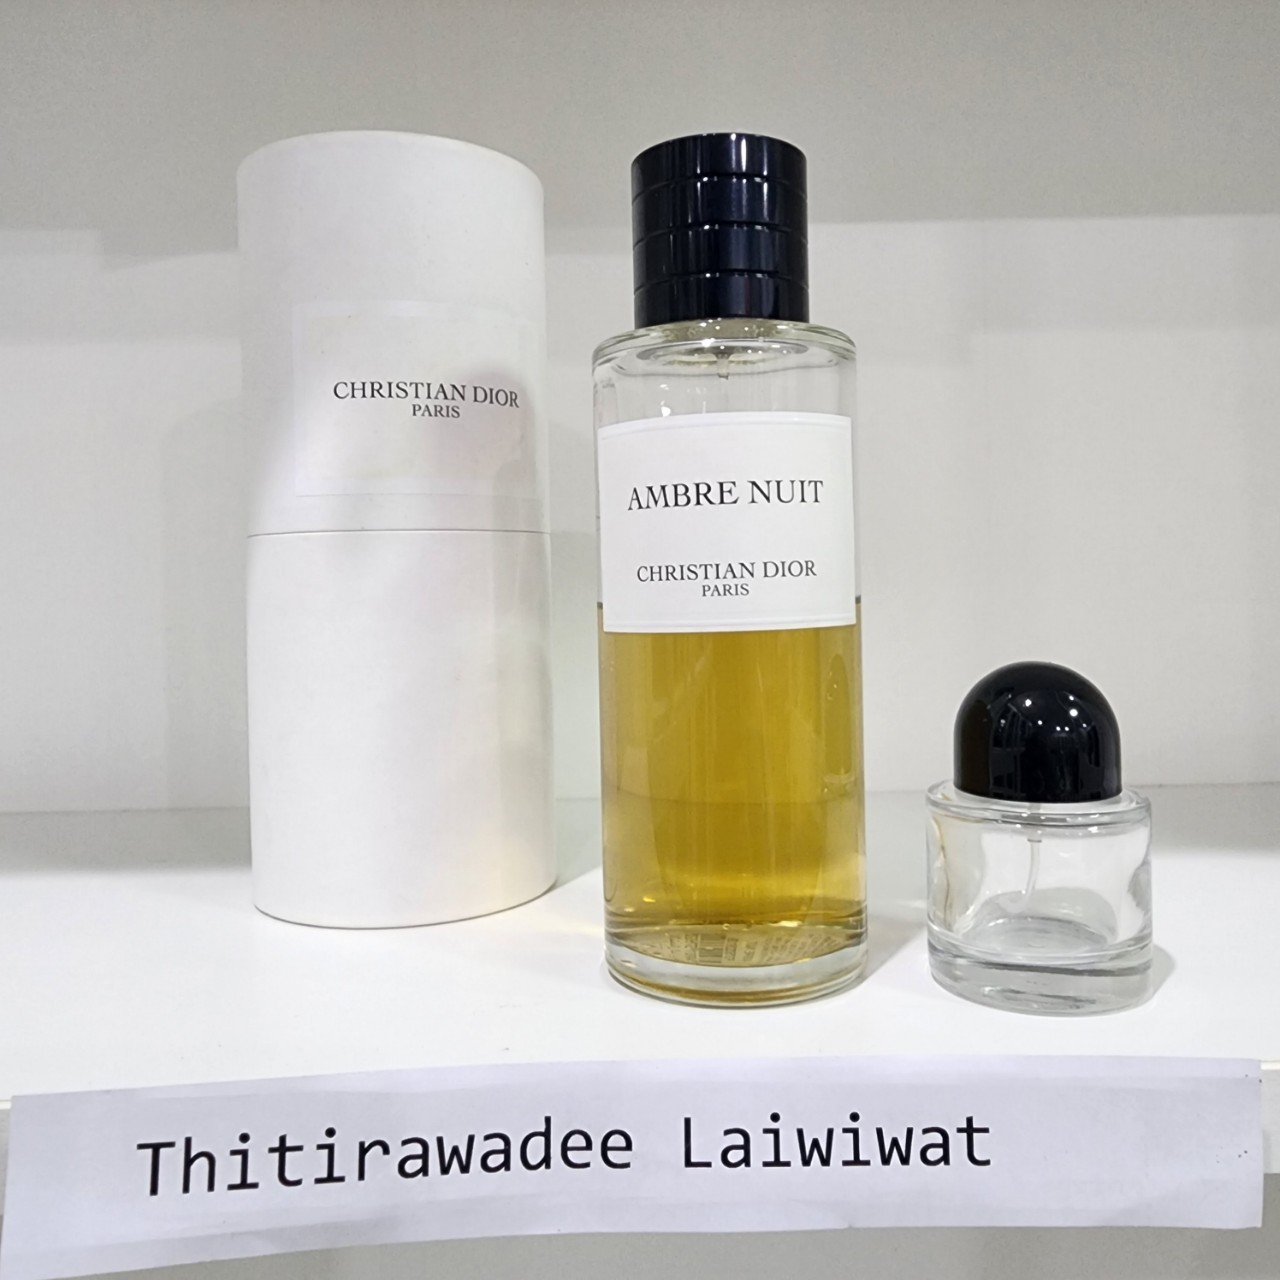 CHRISTIAN DIOR
PARIS
AMBRE NUIT
CHRISTIAN DIOR
PARIS
Thitirawadee Laiwiwat